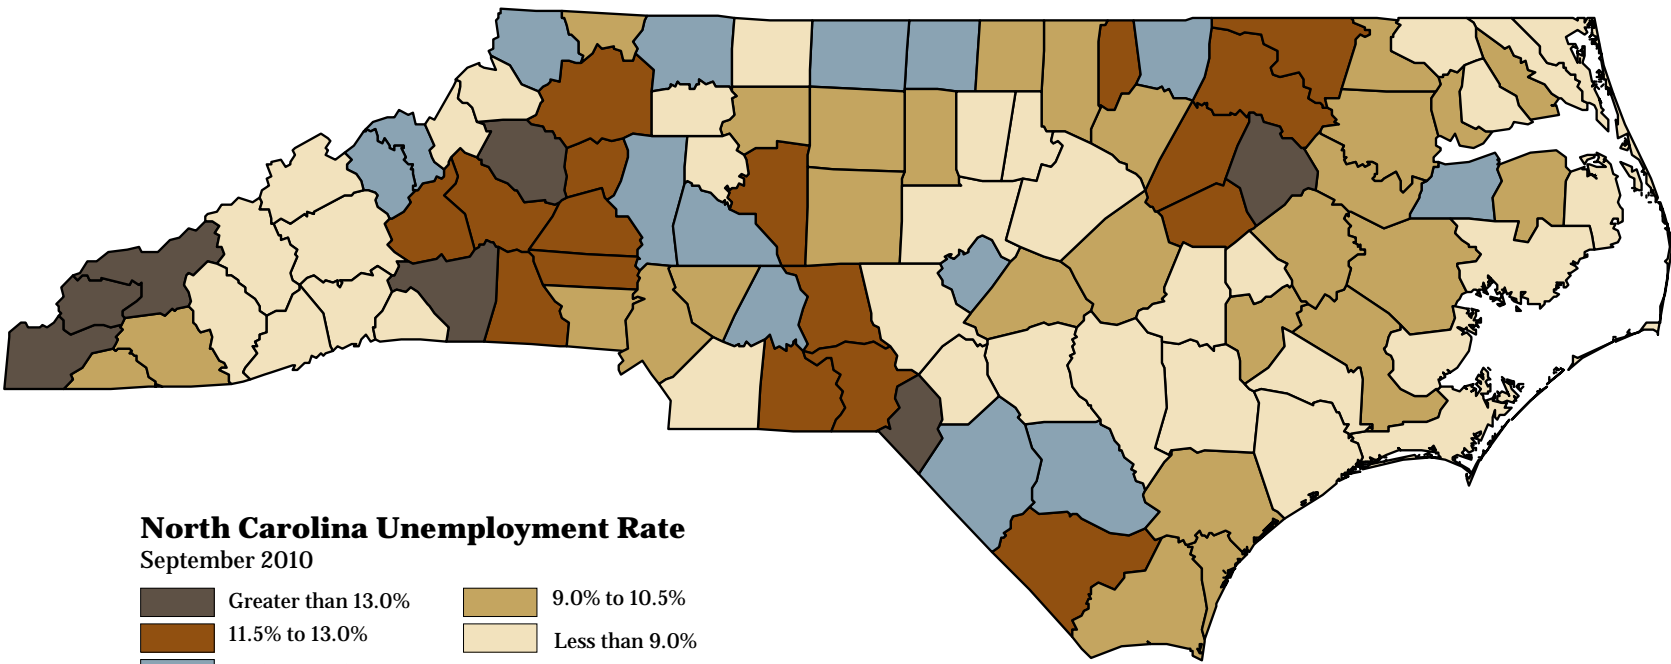 North Carolina Unemployment Rate
September 2010
Greater than 13.0%
11.5% to 13.0%
9.0% to 10.5%
Less than 9.0%